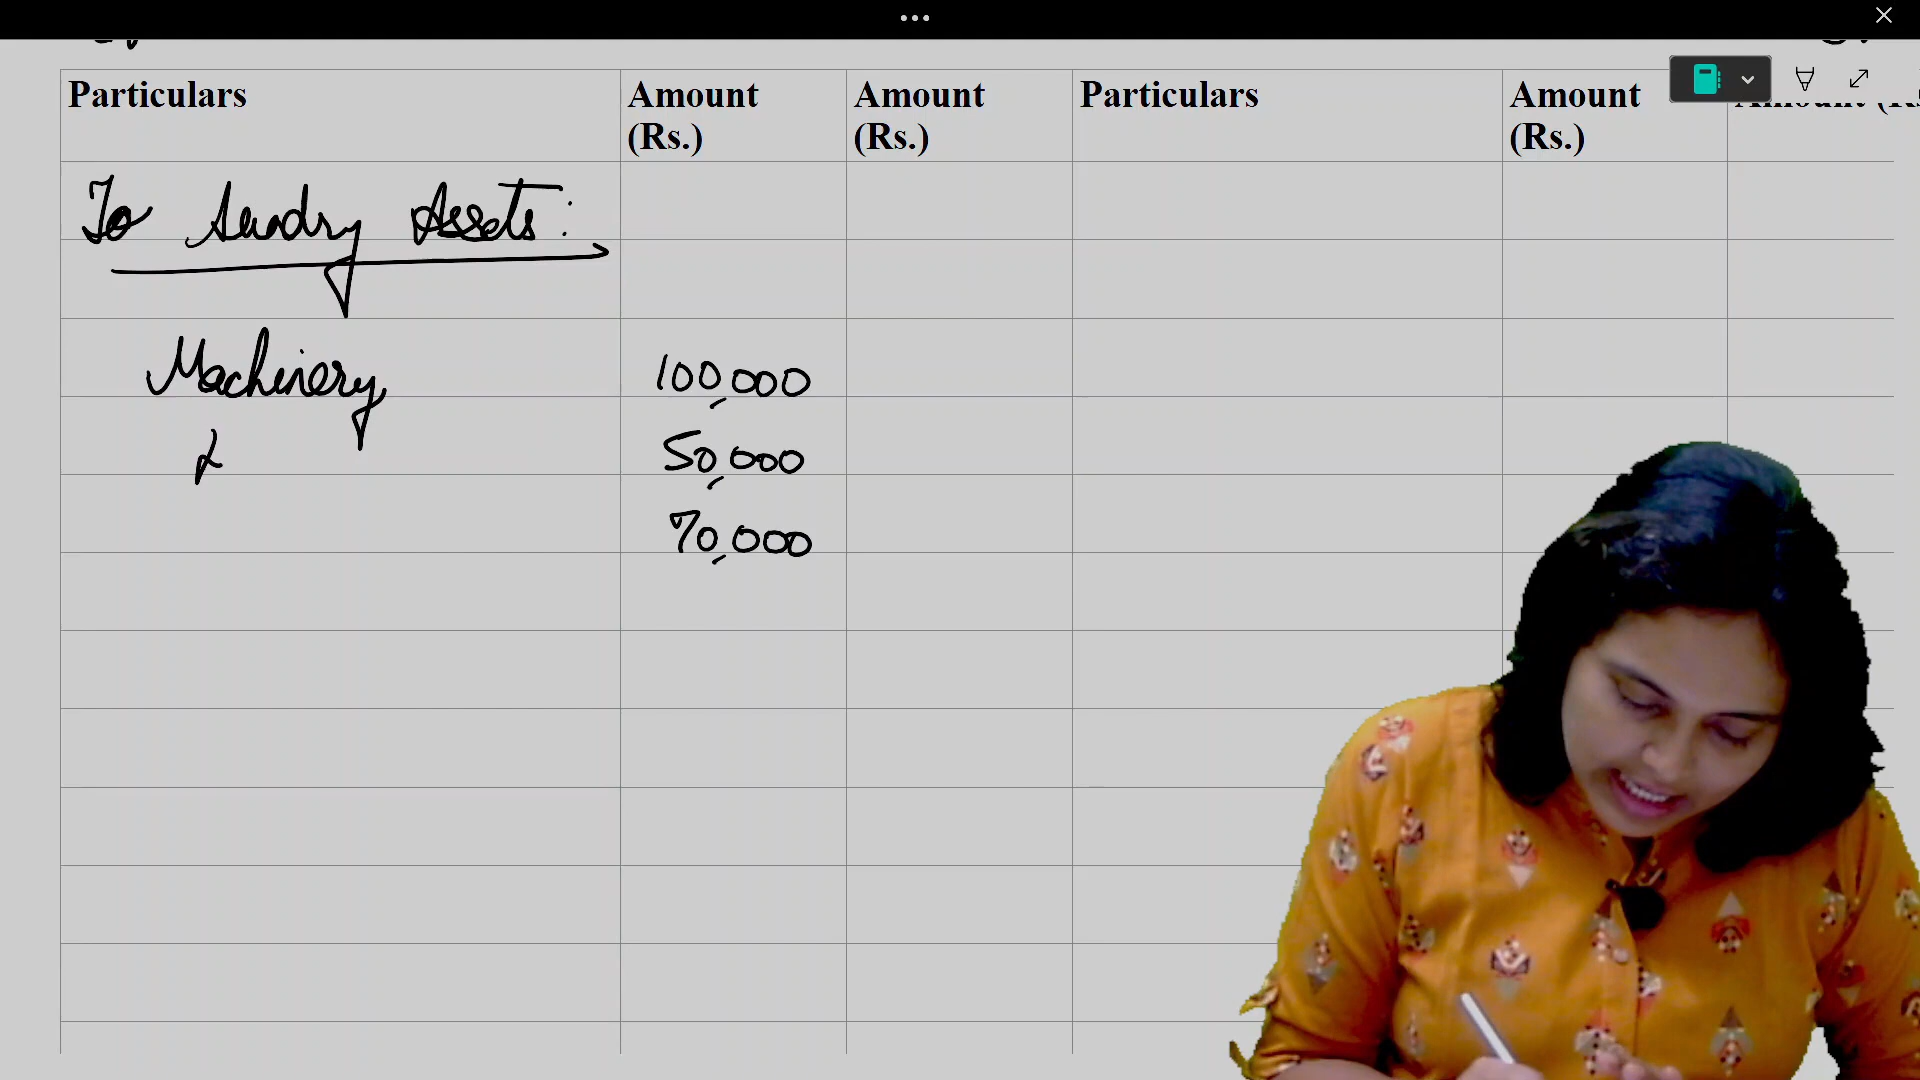 Particulars Amount (Rs.) Amount (Rs.) Particulars Amount (Rs.)
To Sundry Assets:
Machinery 100,000
50,000
70,000